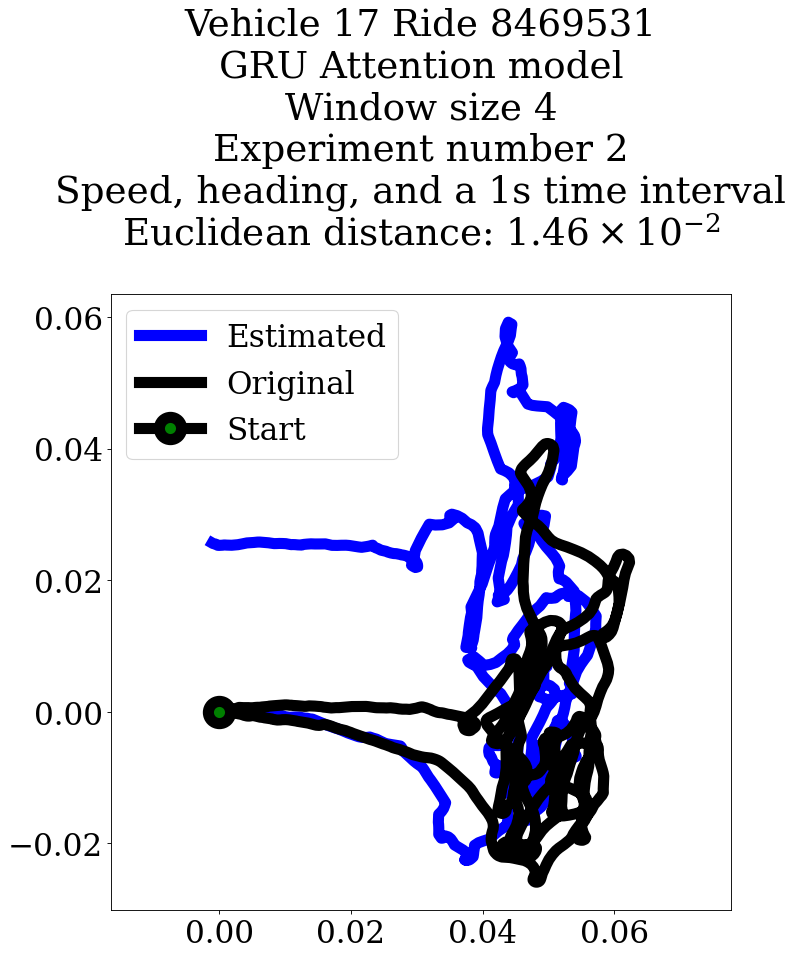 Vehicle 17 Ride 8469531
GRU Attention model
Window size 4
Experiment number 2
Speed, heading, and a 1s time interval
Euclidean distance: 1.46 × 10⁻²
Estimated
Original
Start
0.06
0.04
0.02
0.00
−0.02
0.00 0.02 0.04 0.06